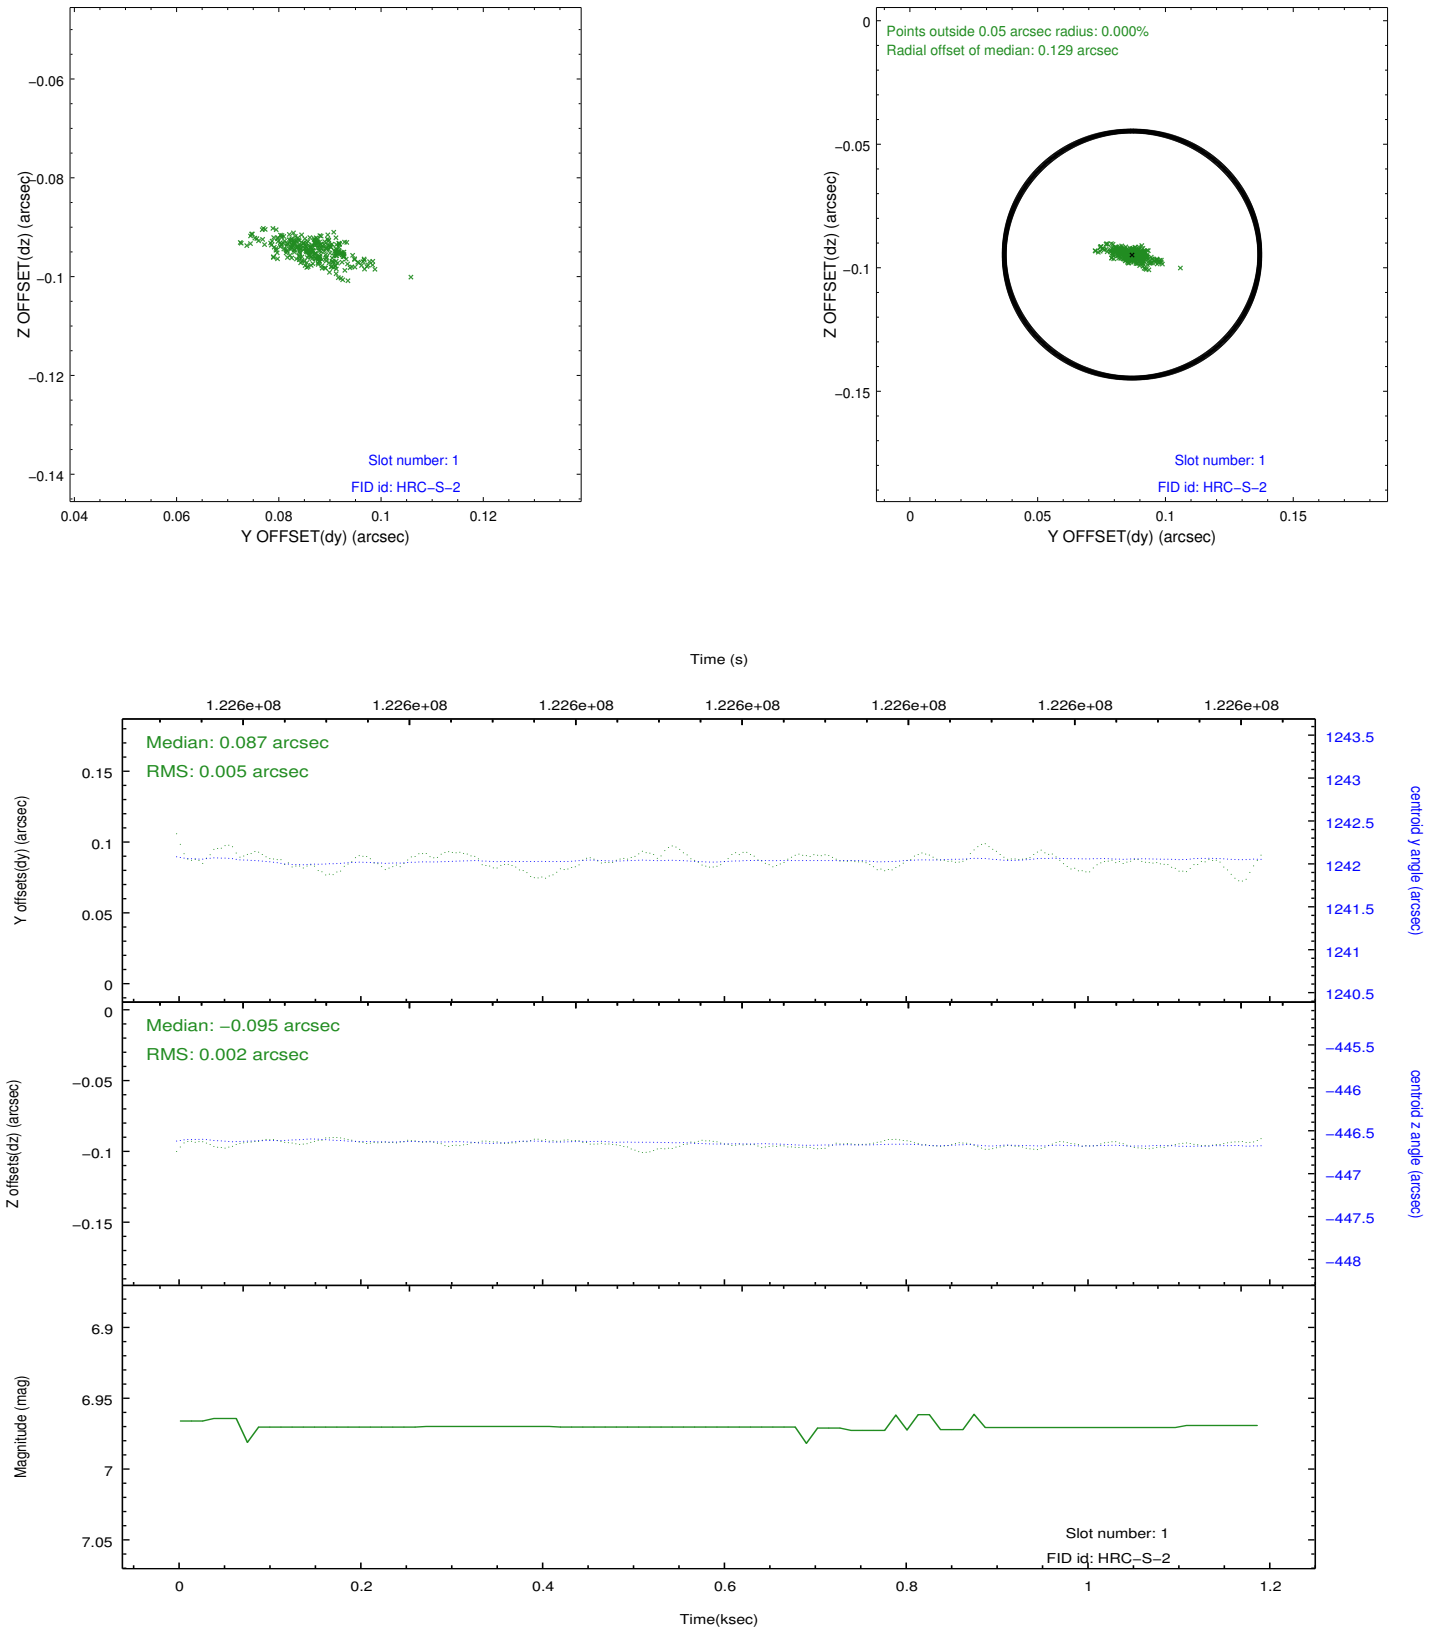 −0.06
−0.08
−0.1
−0.12
−0.14
Z OFFSET(dz) (arcsec)
Slot number: 1
FID id: HRC−S−2
0.04 0.06 0.08 0.1 0.12
Y OFFSET(dy) (arcsec)
Points outside 0.05 arcsec radius: 0.000%
Radial offset of median: 0.129 arcsec
0
−0.05
−0.1
−0.15
Z OFFSET(dz) (arcsec)
Slot number: 1
FID id: HRC−S−2
0 0.05 0.1 0.15
Y OFFSET(dy) (arcsec)
Time (s)
1.226e+08 1.226e+08 1.226e+08 1.226e+08 1.226e+08 1.226e+08 1.226e+08
Median: 0.087 arcsec
RMS: 0.005 arcsec
0.15
0.1
0.05
0
Y offsets(dy) (arcsec)
1243.5
1243
1242.5
1242
1241.5
1241
1240.5
centroid y angle (arcsec)
Median: −0.095 arcsec
RMS: 0.002 arcsec
0
−0.05
−0.1
−0.15
Z offsets(dz) (arcsec)
−445.5
−446
−446.5
−447
−447.5
−448
centroid z angle (arcsec)
6.9
6.95
7
7.05
Magnitude (mag)
Slot number: 1
FID id: HRC−S−2
0 0.2 0.4 0.6 0.8 1 1.2
Time(ksec)